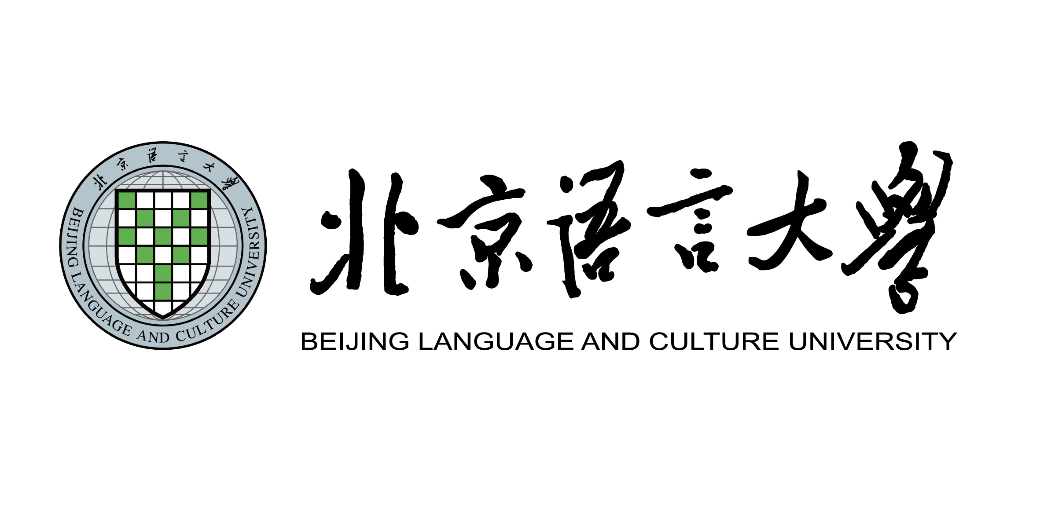 北京语言大學
BEIJING LANGUAGE AND CULTURE UNIVERSITY
北京语言大學
BEIJING LANGUAGE AND CULTURE UNIVERSITY